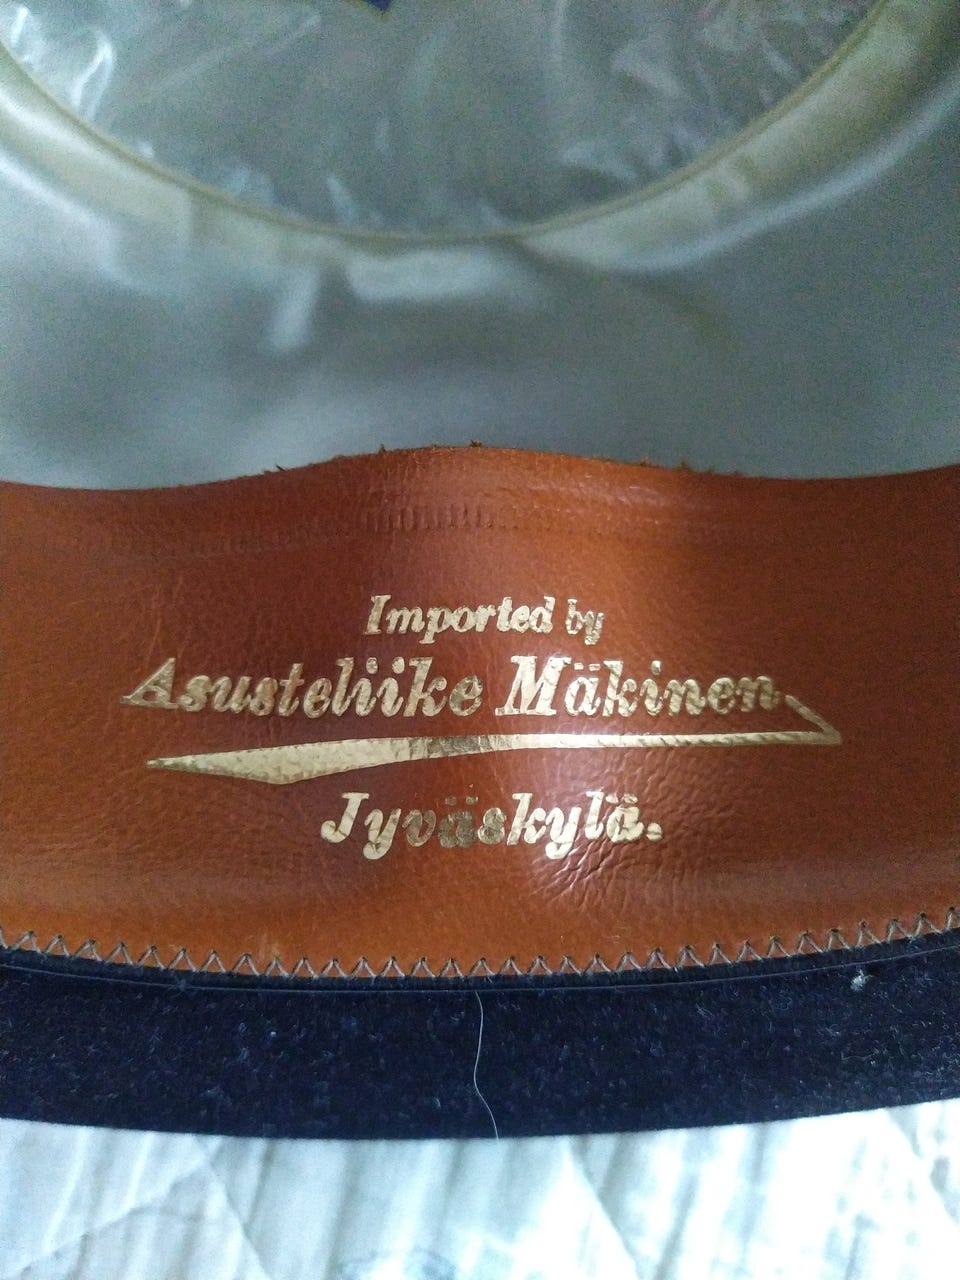 Imported by
Asusteliike Mäkinen
Jyväskylä.